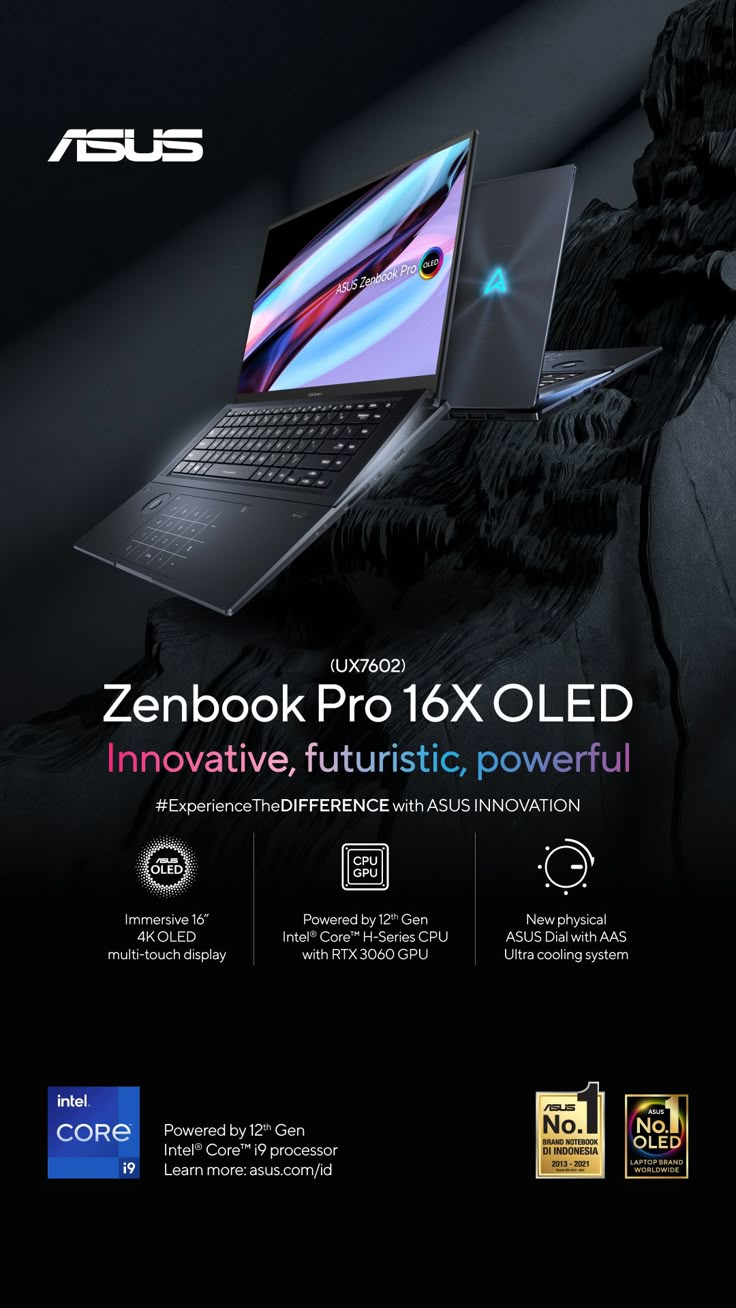 ASUS
ASUS Zenbook Pro OLED
(UX7602)
Zenbook Pro 16X OLED
Innovative, futuristic, powerful
#ExperienceTheDIFFERENCE with ASUS INNOVATION
ASUS
OLED
Immersive 16”
4K OLED
multi-touch display
CPU
GPU
Powered by 12th Gen
Intel® Core™ H-Series CPU
with RTX 3060 GPU
New physical
ASUS Dial with AAS
Ultra cooling system
intel.
CORE
i9
Powered by 12th Gen
Intel® Core™ i9 processor
Learn more: asus.com/id
ASUS
No.1
BRAND NOTEBOOK
DI INDONESIA
2013 - 2021
ASUS
No.1
OLED
LAPTOP BRAND
WORLDWIDE